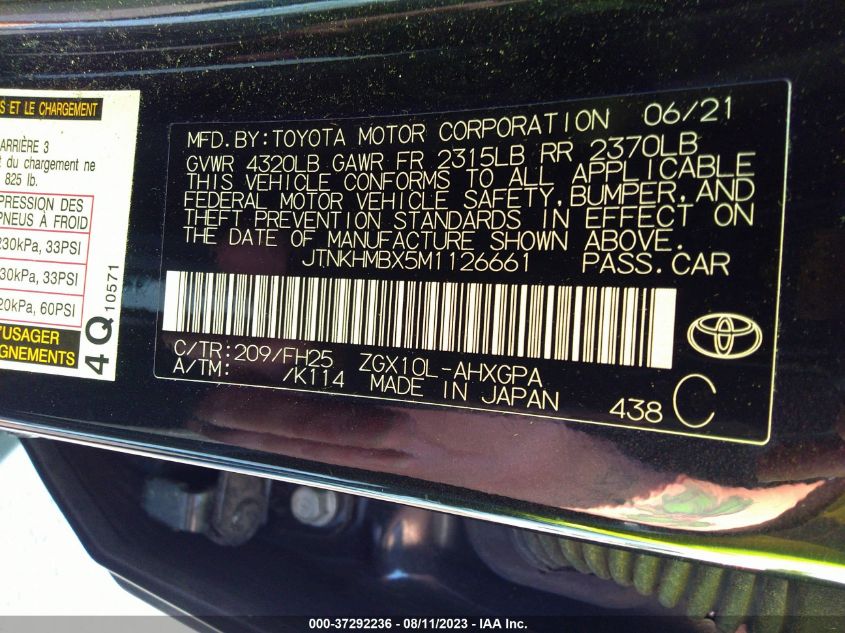 S ET LE CHARGEMENT
ARRIÈRE 3
t du chargement ne
825 lb.
PRESSION DES
PNEUS À FROID
230kPa, 33PSI
30kPa, 33PSI
20kPa, 60PSI
'USAGER
GNEMENTS
4Q 10571
MFD.BY:TOYOTA MOTOR CORPORATION 06/21
GVWR 4320LB GAWR FR 2315LB RR 2370LB
THIS VEHICLE CONFORMS TO ALL APPLICABLE
FEDERAL MOTOR VEHICLE SAFETY,BUMPER,AND
THEFT PREVENTION STANDARDS IN EFFECT ON
THE DATE OF MANUFACTURE SHOWN ABOVE.
JTNKHMBX5M1126661 PASS.CAR
C/TR:209/FH25 ZGX10L-AHXGPA
A/TM: /K114 MADE IN JAPAN
438 C
000-37292236 - 08/11/2023 - IAA Inc.